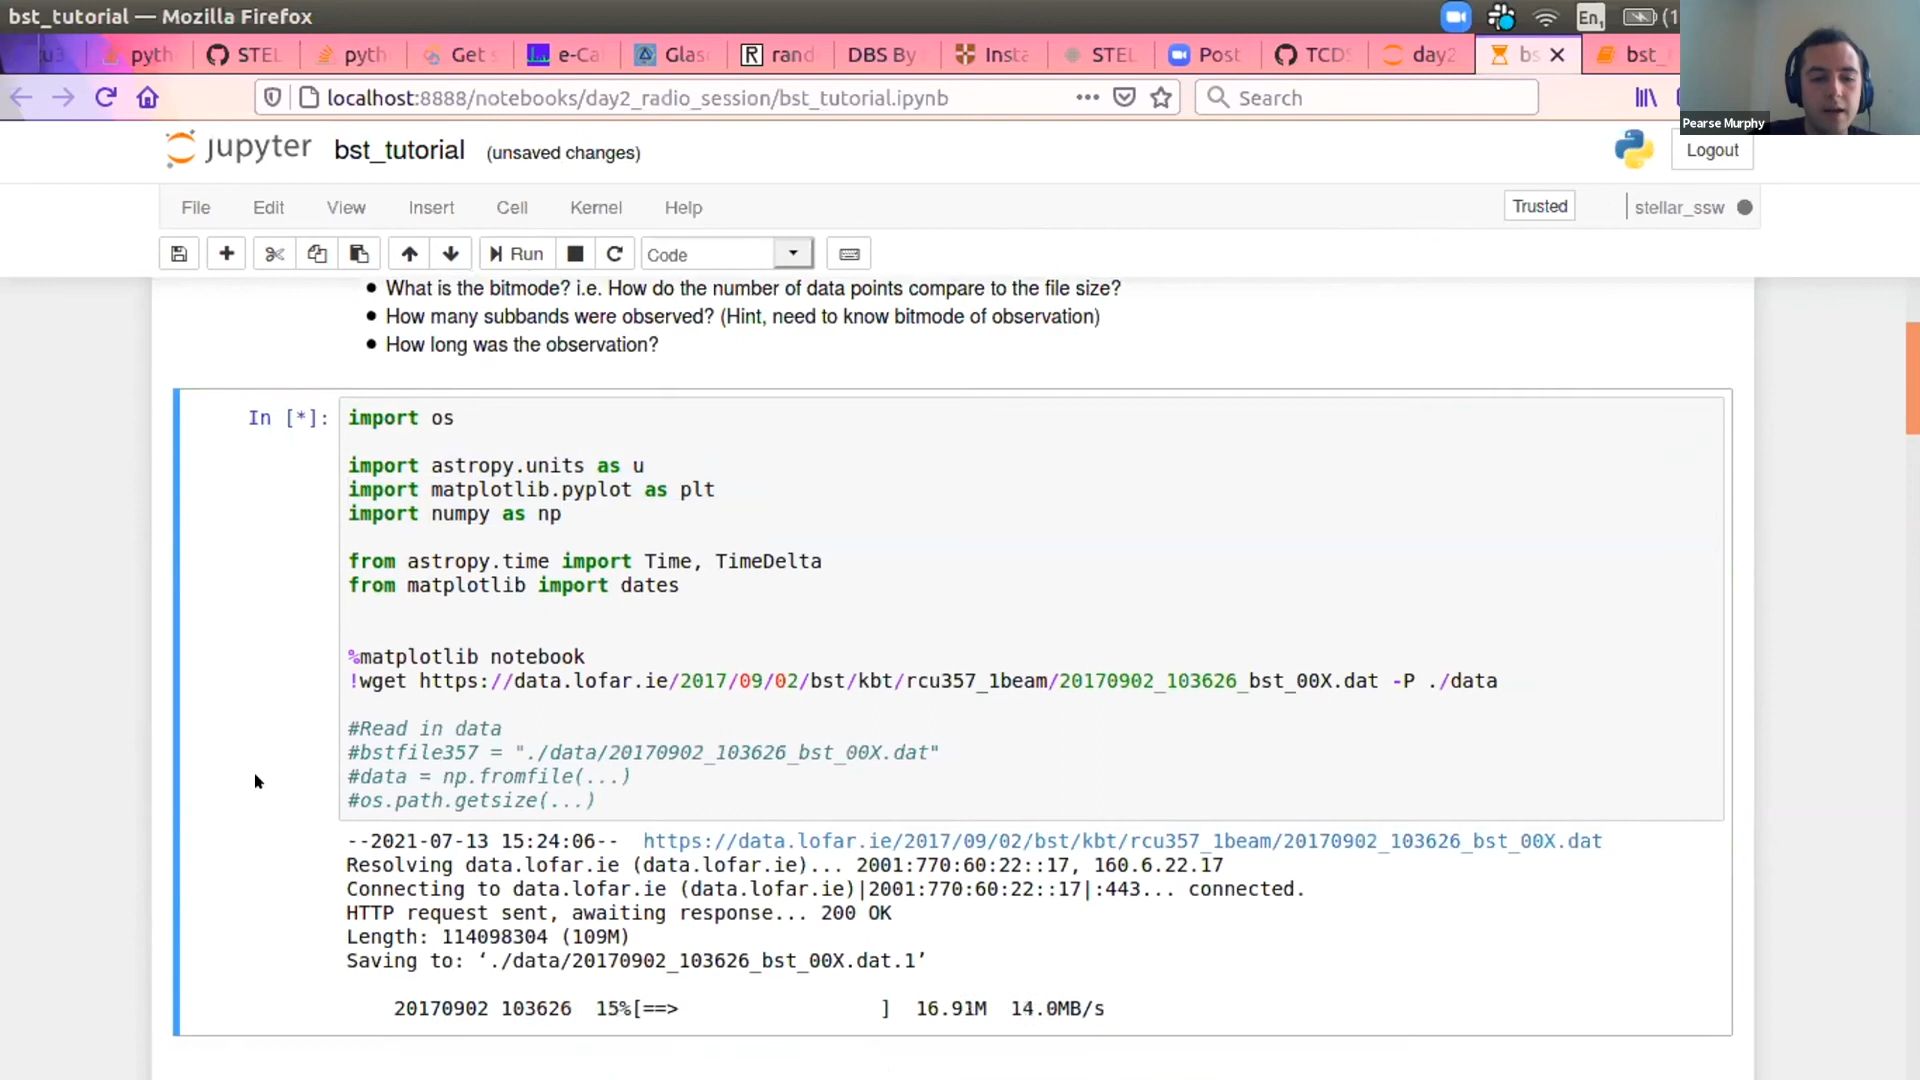 bst_tutorial — Mozilla Firefox
En1
(1
pyth
STEL
pyth
Get
e-Ca
Glas
rand
DBS By
Insta
STEL
Post
TCD
day2
bs
bst_
localhost:8888/notebooks/day2_radio_session/bst_tutorial.ipynb
Search
Pearse Murphy
jupyter bst_tutorial (unsaved changes)
Logout
File Edit View Insert Cell Kernel Help
Trusted
stellar_ssw
Run
Code
What is the bitmode? i.e. How do the number of data points compare to the file size?
How many subbands were observed? (Hint, need to know bitmode of observation)
How long was the observation?
In [*]:
import os
import astropy.units as u
import matplotlib.pyplot as plt
import numpy as np
from astropy.time import Time, TimeDelta
from matplotlib import dates
%matplotlib notebook
!wget https://data.lofar.ie/2017/09/02/bst/kbt/rcu357_1beam/20170902_103626_bst_00X.dat -P ./data
#Read in data
#bstfile357 = "./data/20170902_103626_bst_00X.dat"
#data = np.fromfile(...)
#os.path.getsize(...)
--2021-07-13 15:24:06-- https://data.lofar.ie/2017/09/02/bst/kbt/rcu357_1beam/20170902_103626_bst_00X.dat
Resolving data.lofar.ie (data.lofar.ie)... 2001:770:60:22::17, 160.6.22.17
Connecting to data.lofar.ie (data.lofar.ie)|2001:770:60:22::17|:443... connected.
HTTP request sent, awaiting response... 200 OK
Length: 114098304 (109M)
Saving to: ‘./data/20170902_103626_bst_00X.dat.1’
20170902 103626 15%[==> ] 16.91M 14.0MB/s